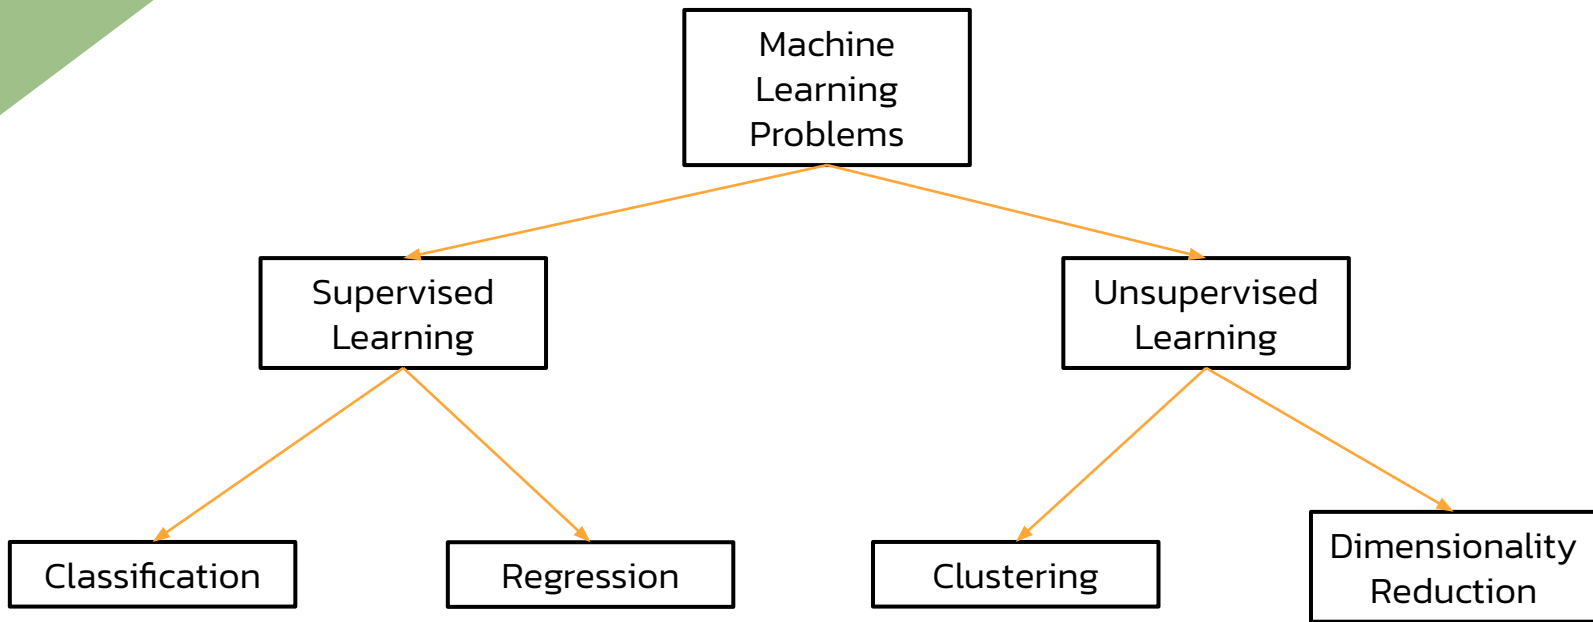 Machine
Learning
Problems
Supervised
Learning
Unsupervised
Learning
Classification
Regression
Clustering
Dimensionality
Reduction